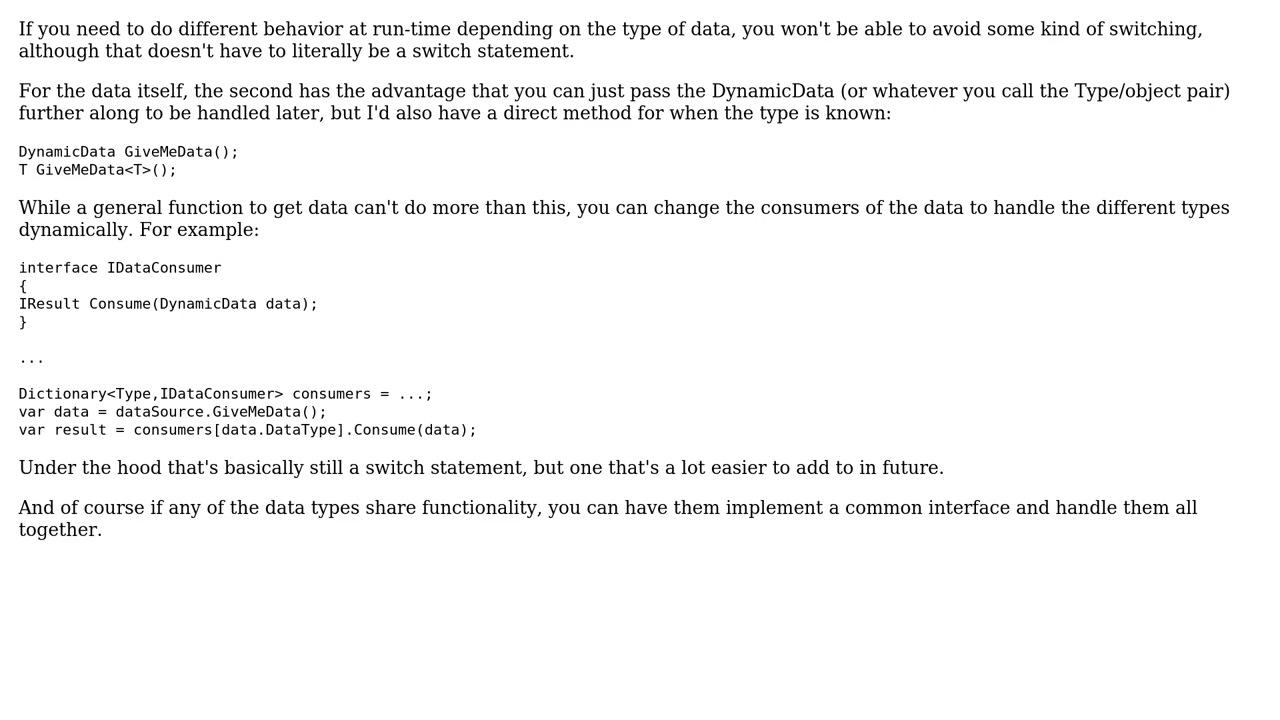 If you need to do different behavior at run-time depending on the type of data, you won't be able to avoid some kind of switching,
although that doesn't have to literally be a switch statement.
For the data itself, the second has the advantage that you can just pass the DynamicData (or whatever you call the Type/object pair)
further along to be handled later, but I'd also have a direct method for when the type is known:
DynamicData GiveMeData();
T GiveMeData<T>();
While a general function to get data can't do more than this, you can change the consumers of the data to handle the different types
dynamically. For example:
interface IDataConsumer
{
IResult Consume(DynamicData data);
}
...
Dictionary<Type,IDataConsumer> consumers = ...;
var data = dataSource.GiveMeData();
var result = consumers[data.DataType].Consume(data);
Under the hood that's basically still a switch statement, but one that's a lot easier to add to in future.
And of course if any of the data types share functionality, you can have them implement a common interface and handle them all
together.